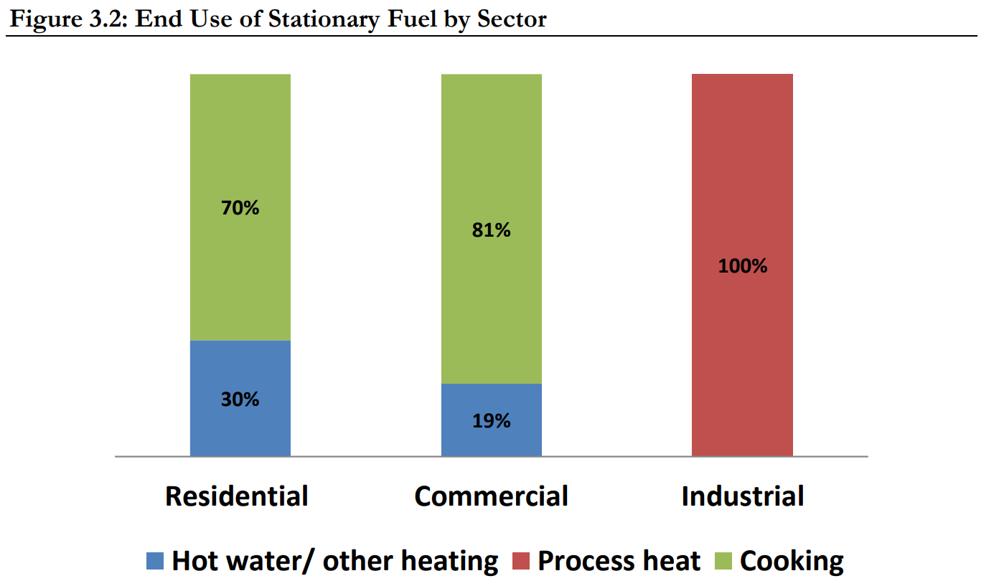 Figure 3.2: End Use of Stationary Fuel by Sector
70%
81%
100%
30%
19%
Residential Commercial Industrial
Hot water/ other heating Process heat Cooking